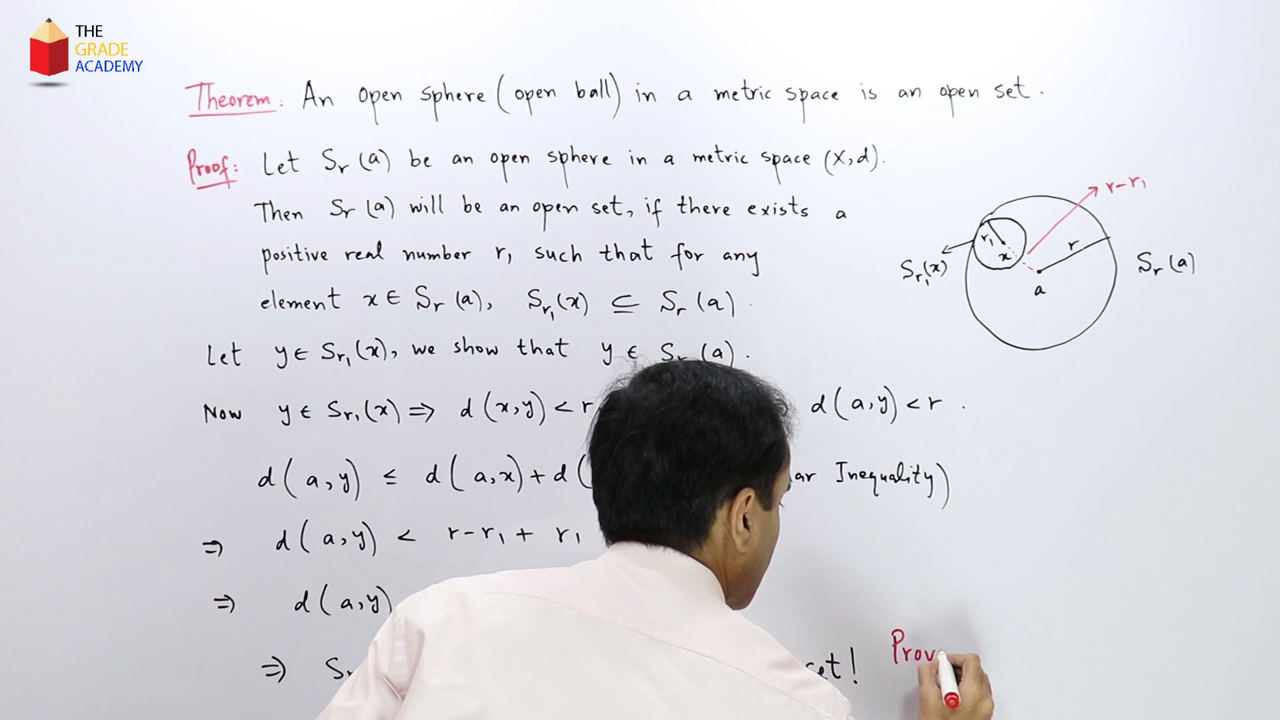 THE
GRADE
ACADEMY
Theorem: An open sphere (open ball) in a metric space is an open set.
Proof: Let Sr(a) be an open sphere in a metric space (X,d).
Then Sr(a) will be an open set, if there exists a
positive real number r₁ such that for any
element x ∈ Sr(a), Sr₁(x) ⊆ Sr(a).
Let y ∈ Sr₁(x), we show that y ∈ Sr(a).
Now y ∈ Sr₁(x) ⇒ d(x,y) < r d(a,y) < r.
d(a,y) ≤ d(a,x) + d( ar Inequality)
⇒ d(a,y) < r-r₁ + r₁
⇒ d(a,y)
⇒ set! Prov
r-r₁
r₁
x
r
a
Sr₁(x)
Sr(a)